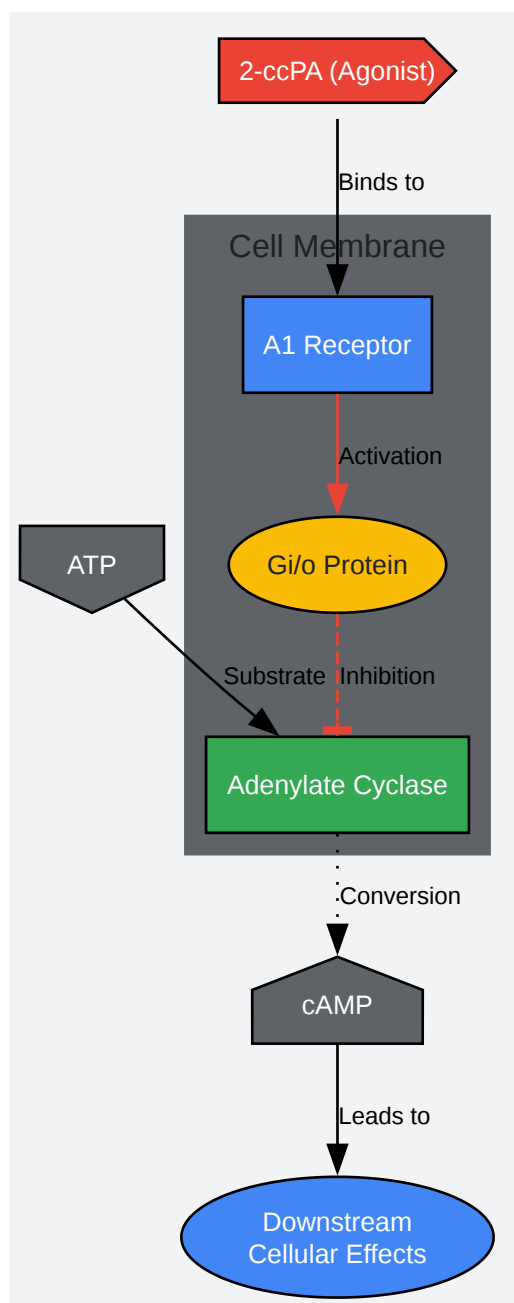 2-ccPA (Agonist)
Binds to
Cell Membrane
A1 Receptor
Activation
ATP
Gi/o Protein
Substrate
Inhibition
Adenylate Cyclase
Conversion
cAMP
Leads to
Downstream
Cellular Effects